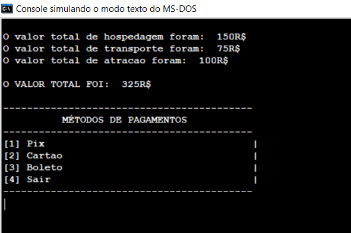 Console simulando o modo texto do MS-DOS
O valor total de hospedagem foram:  150R$
O valor total de transporte foram:  75R$
O valor total de atracao foram:  100R$
O VALOR TOTAL FOI:  325R$
------------------------------------------
MÉTODOS DE PAGAMENTOS
------------------------------------------
[1] Pix                                  |
[2] Cartao                               |
[3] Boleto                               |
[4] Sair                                 |
------------------------------------------